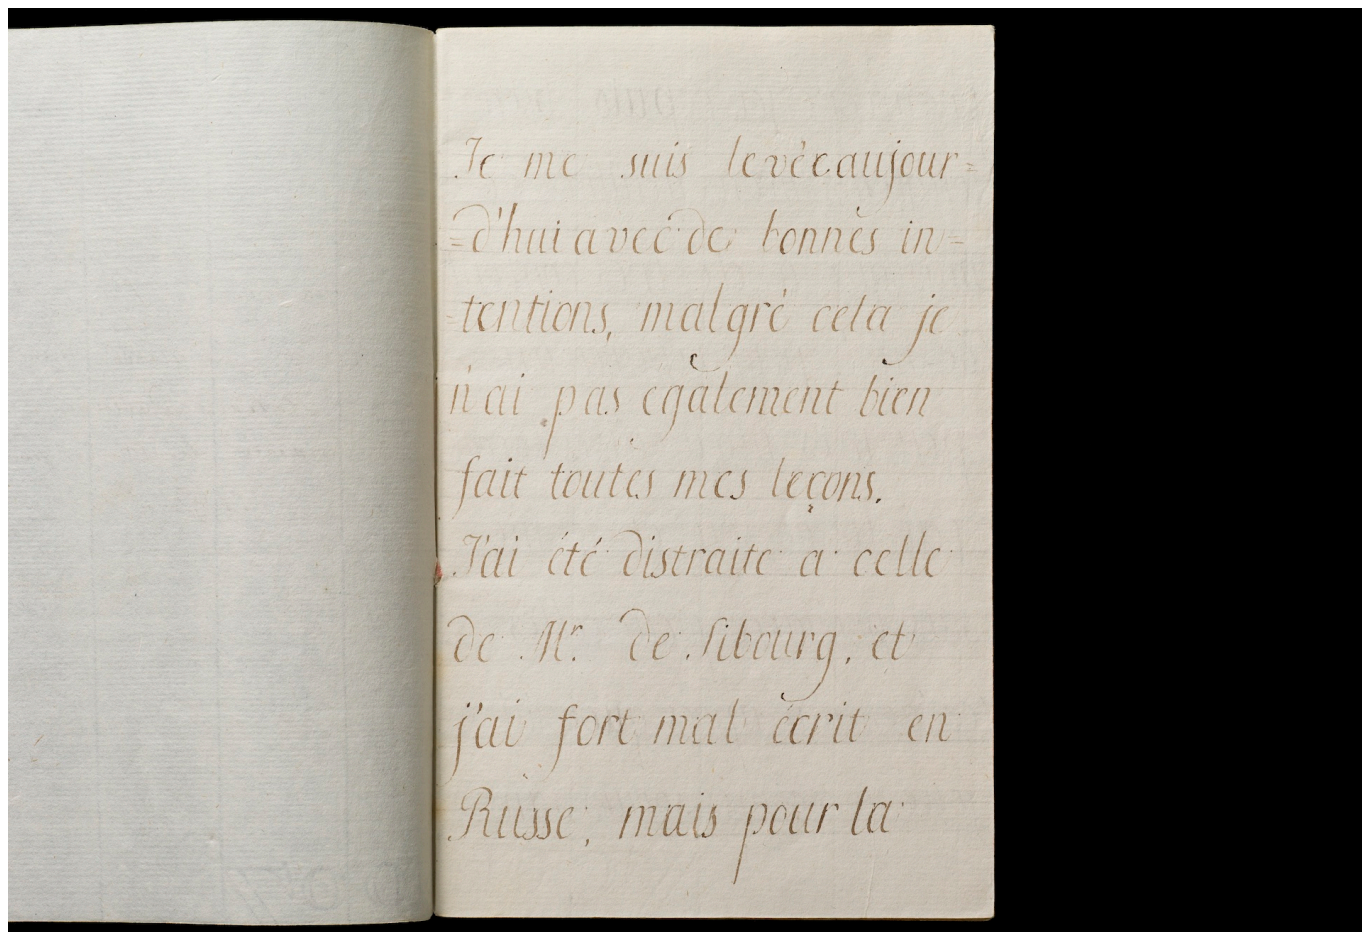 Je me suis levée aujour=
=d'hui avec de bonnes in=
=tentions, malgré cela je
n'ai pas egalement bien
fait toutes mes leçons.
J'ai été distraite a celle
de Mr. de Sibourg, et
j'ai fort mal écrit en
Russe, mais pour la